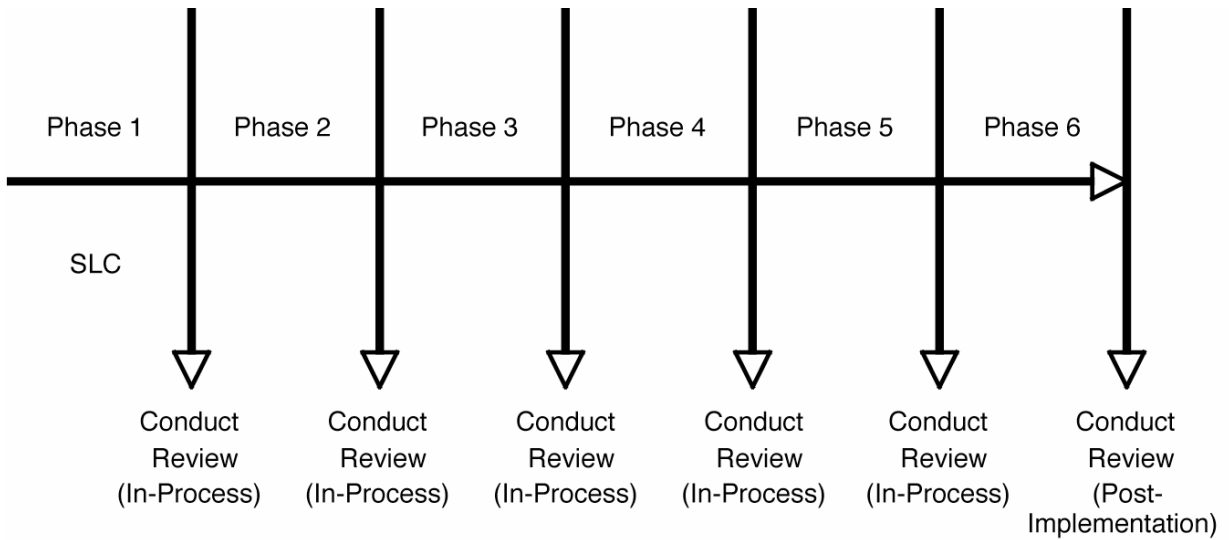 Phase 1
Phase 2
Phase 3
Phase 4
Phase 5
Phase 6
SLC
Conduct
Review
(In-Process)
Conduct
Review
(In-Process)
Conduct
Review
(In-Process)
Conduct
Review
(In-Process)
Conduct
Review
(In-Process)
Conduct
Review
(Post-
Implementation)